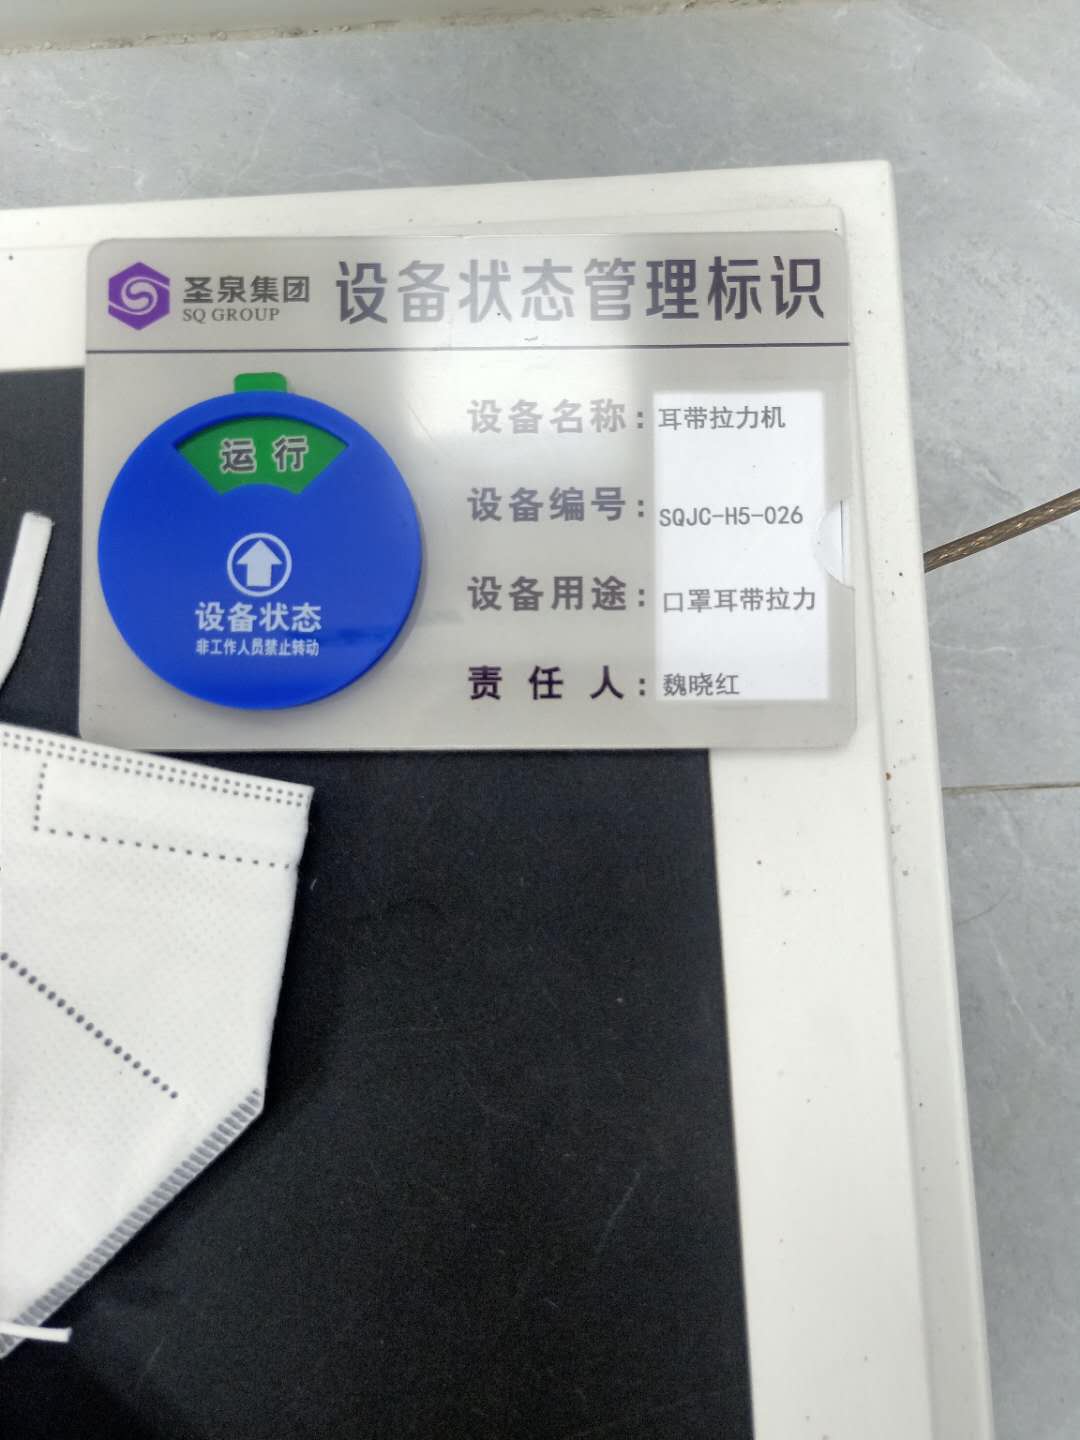 圣泉集团
SQ GROUP
设备状态管理标识
运行
设备状态
非工作人员禁止转动
设备名称：耳带拉力机
设备编号：SQJC-H5-026
设备用途：口罩耳带拉力
责任人：魏晓红